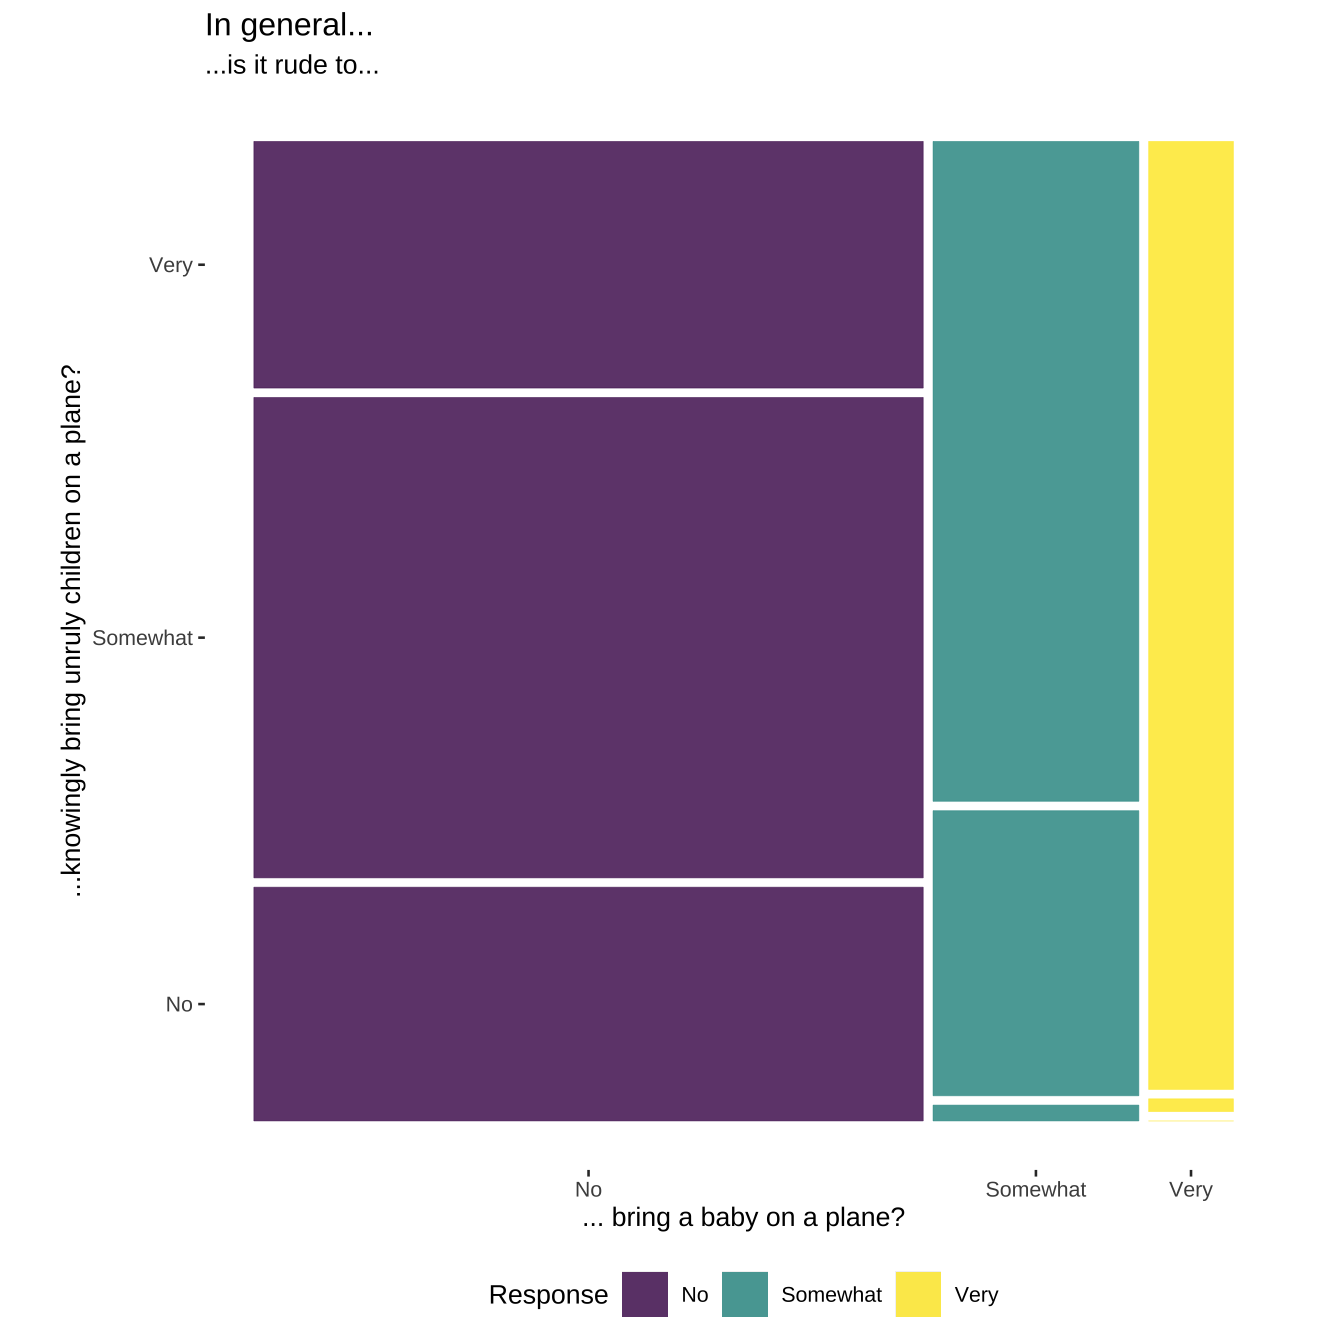 In general...
...is it rude to...
...knowingly bring unruly children on a plane?
Very
Somewhat
No
No
Somewhat
Very
... bring a baby on a plane?
Response
No
Somewhat
Very